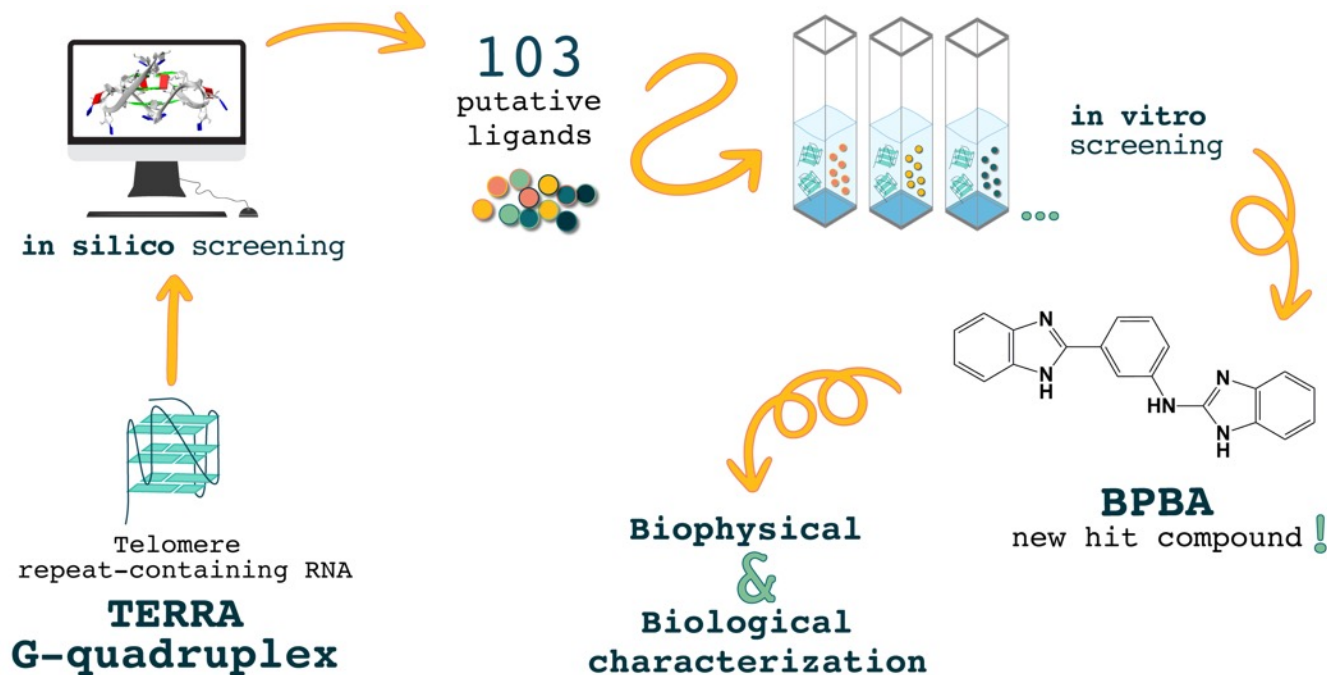 in silico screening
Telomere
repeat-containing RNA
TERRA
G-quadruplex
103
putative
ligands
in vitro
screening
N
N
H
HN
N
N
H
BPBA
new hit compound!
Biophysical
&
Biological
characterization